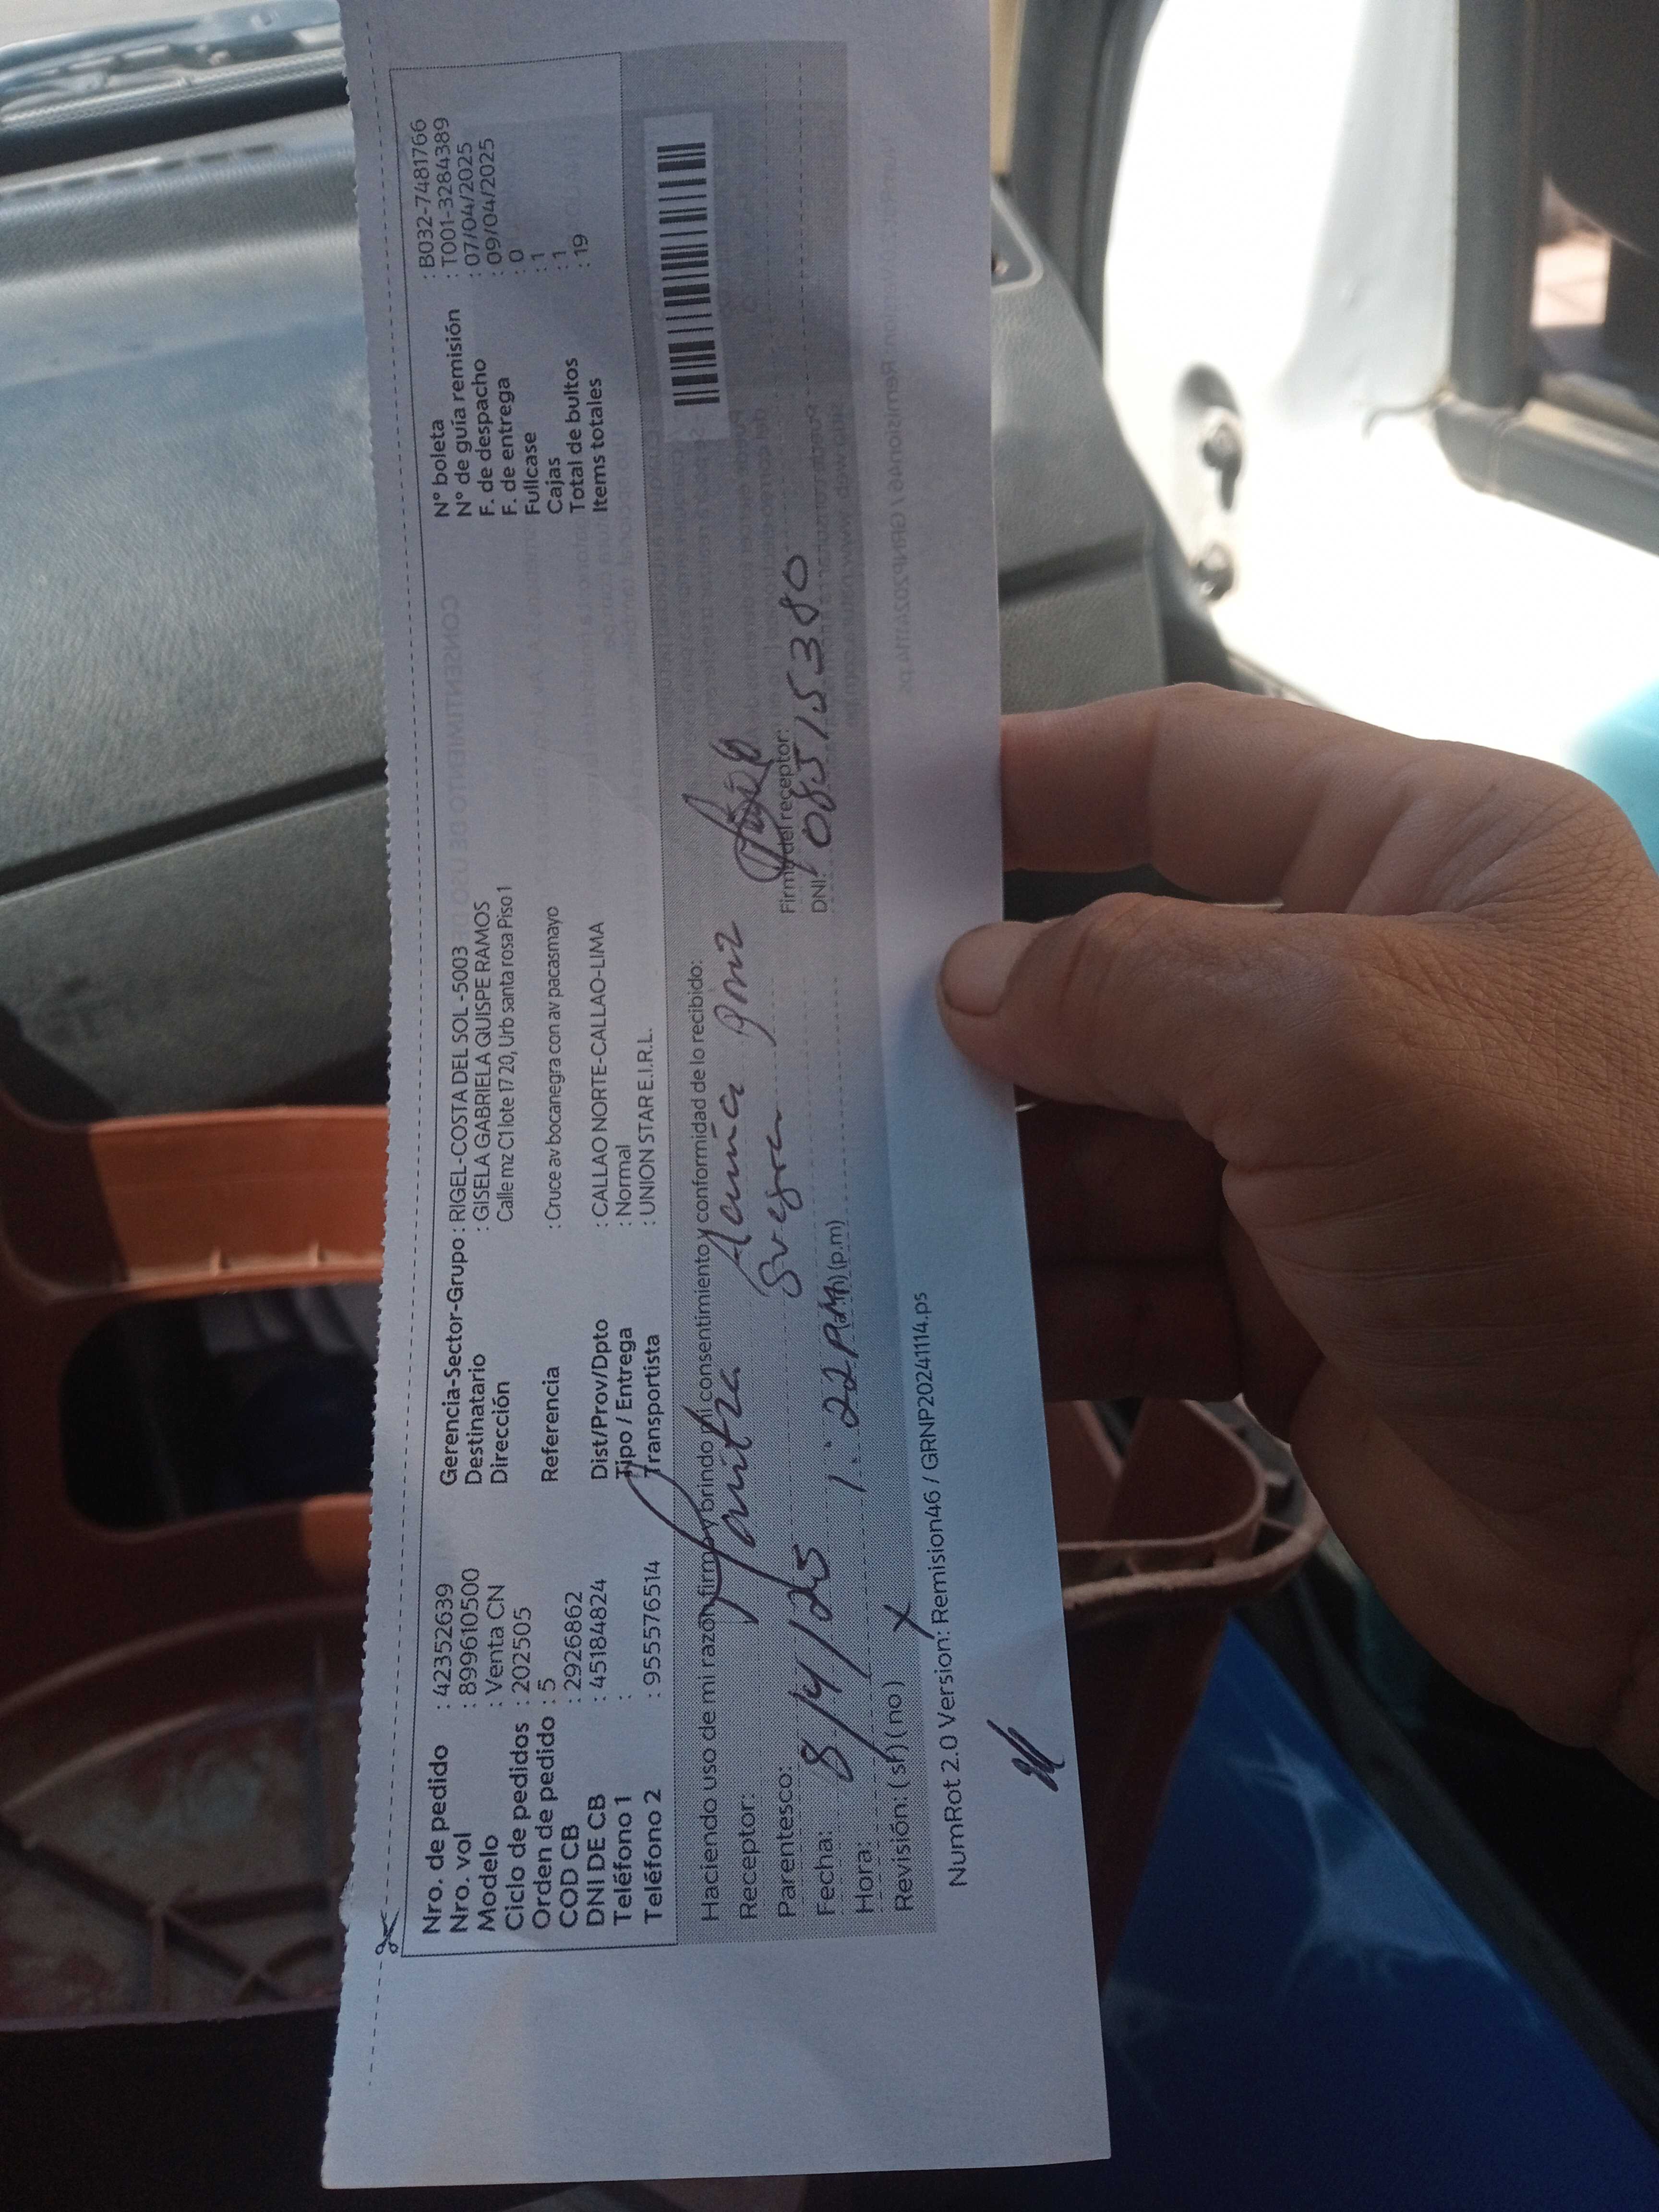 Nro. de pedido : 42352639
Nro. vol : 899610500
Modelo : Venta CN
Ciclo de pedidos : 202505
Orden de pedido : 5
COD CB : 2926862
DNI DE CB : 45184824
Teléfono 1 :
Teléfono 2 : 955576514
Gerencia-Sector-Grupo : RIGEL-COSTA DEL SOL -5003
Destinatario : GISELA GABRIELA QUISPE RAMOS
Dirección Calle mz C1 lote 17 20, Urb santa rosa Piso 1
Referencia : Cruce av bocanegra con av pacasmayo
Dist/Prov/Dpto : CALLAO NORTE-CALLAO-LIMA
Tipo / Entrega : Normal
Transportista : UNION STAR E.I.R.L.
N° boleta : B032-7481766
N° de guía remisión : T001-3284389
F. de despacho : 07/04/2025
F. de entrega : 09/04/2025
Fullcase : 0
Cajas : 1
Total de bultos : 1
Items totales : 19
Haciendo uso de mi razón firmo y brindo mi consentimiento y conformidad de lo recibido:
Receptor:
Parentesco: Suegra
Fecha: 8/4/25
Hora: 1:22 PM (a.m) (p.m)
Revisión: (si) (no) X
Firma del receptor:
DNI: 08515380
NumRot 2.0 Version: Remision46 / GRNP20241114.ps